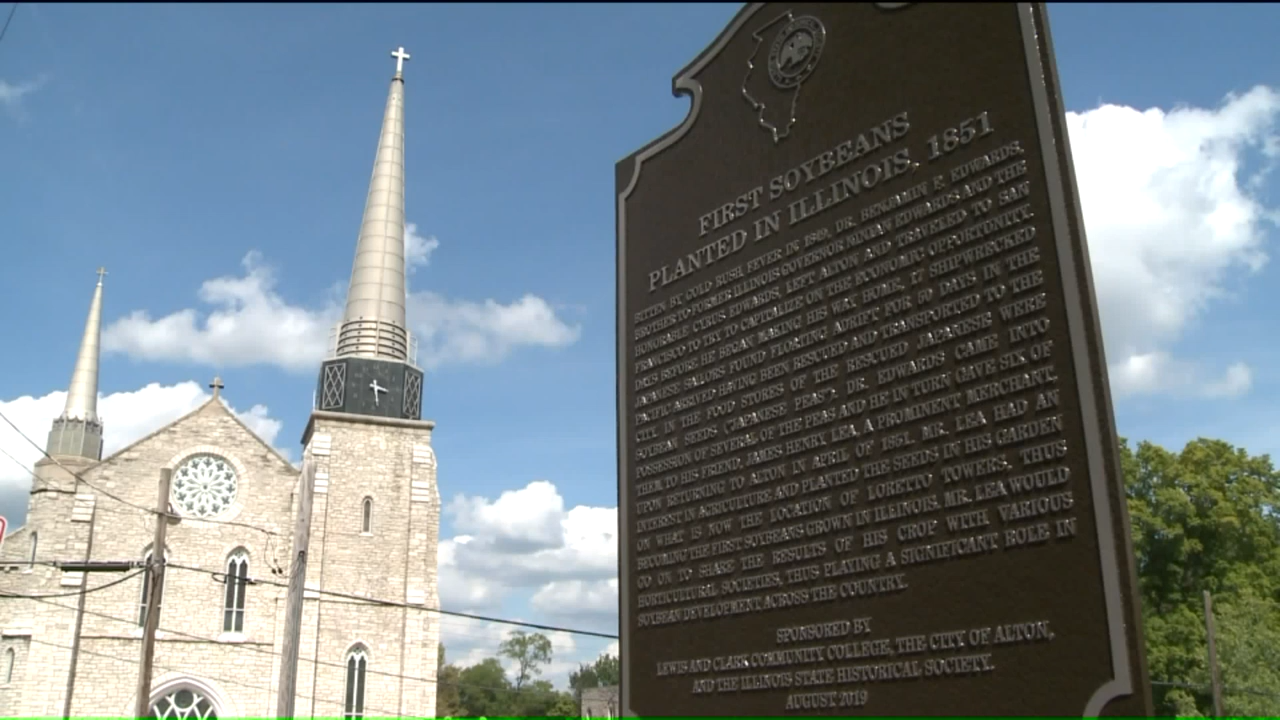 FIRST SOYBEANS
PLANTED IN ILLINOIS, 1851
BITTEN BY GOLD RUSH FEVER IN 1849, DR. BENJAMIN F. EDWARDS,
BROTHER TO FORMER ILLINOIS GOVERNOR NINIAN EDWARDS AND THE
HONORABLE CYRUS EDWARDS, LEFT ALTON AND TRAVELED TO SAN
FRANCISCO TO TRY TO CAPITALIZE ON THE ECONOMIC OPPORTUNITY.
DAYS BEFORE HE BEGAN MAKING HIS WAY HOME, 17 SHIPWRECKED
JAPANESE SAILORS FOUND FLOATING ADRIFT FOR 50 DAYS IN THE
PACIFIC ARRIVED HAVING BEEN RESCUED AND TRANSPORTED TO THE
CITY. IN THE FOOD STORES OF THE RESCUED JAPANESE WERE
SOYBEAN SEEDS ("JAPANESE PEAS"). DR. EDWARDS CAME INTO
POSSESSION OF SEVERAL OF THE PEAS AND HE IN TURN GAVE SIX OF
THEM TO HIS FRIEND, JAMES HENRY LEA, A PROMINENT MERCHANT,
UPON RETURNING TO ALTON IN APRIL OF 1851. MR. LEA HAD AN
INTEREST IN AGRICULTURE AND PLANTED THE SEEDS IN HIS GARDEN
ON WHAT IS NOW THE LOCATION OF LORETTO TOWERS, THUS
BECOMING THE FIRST SOYBEANS GROWN IN ILLINOIS. MR. LEA WOULD
GO ON TO SHARE THE RESULTS OF HIS CROP WITH VARIOUS
HORTICULTURAL SOCIETIES, THUS PLAYING A SIGNIFICANT ROLE IN
SOYBEAN DEVELOPMENT ACROSS THE COUNTRY.
SPONSORED BY
LEWIS AND CLARK COMMUNITY COLLEGE, THE CITY OF ALTON,
AND THE ILLINOIS STATE HISTORICAL SOCIETY.
AUGUST 2019